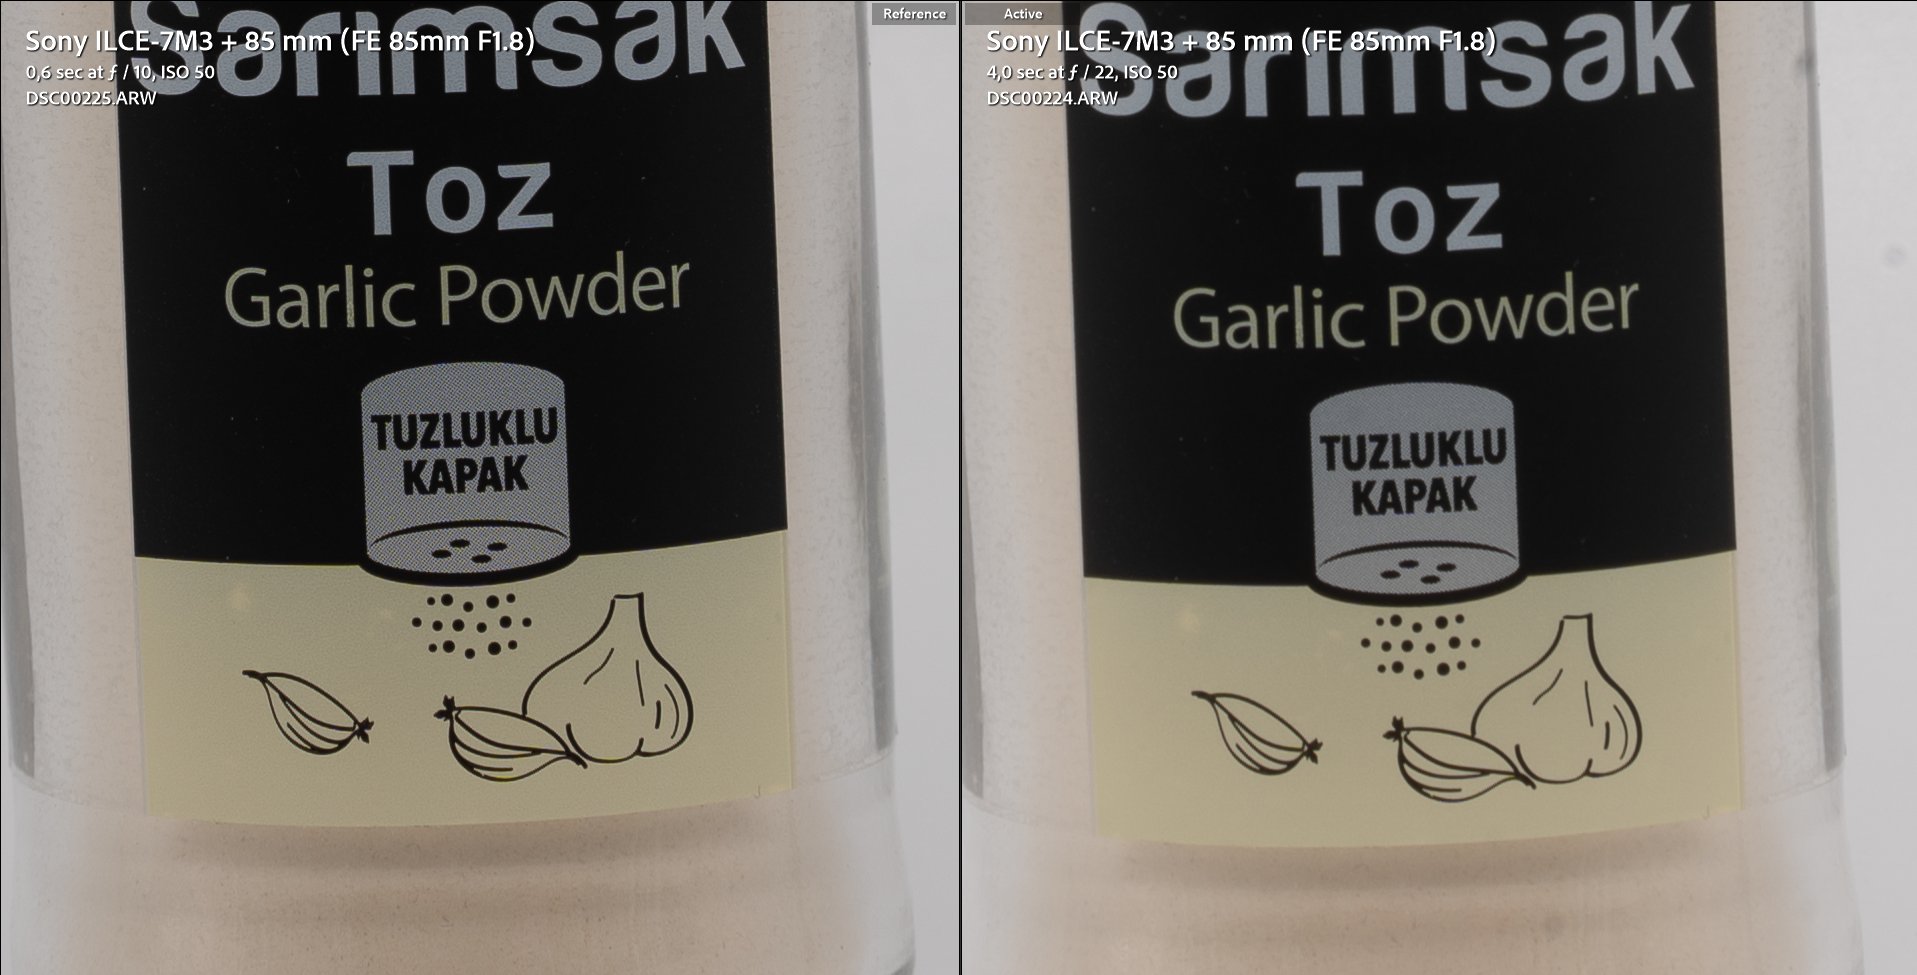 Reference
Sony ILCE-7M3 + 85 mm (FE 85mm F1.8)
0,6 sec at ƒ / 10, ISO 50
DSC00225.ARW
Sarımsak
Toz
Garlic Powder
TUZLUKLU
KAPAK
Active
Sony ILCE-7M3 + 85 mm (FE 85mm F1.8)
4,0 sec at ƒ / 22, ISO 50
DSC00224.ARW
Sarımsak
Toz
Garlic Powder
TUZLUKLU
KAPAK